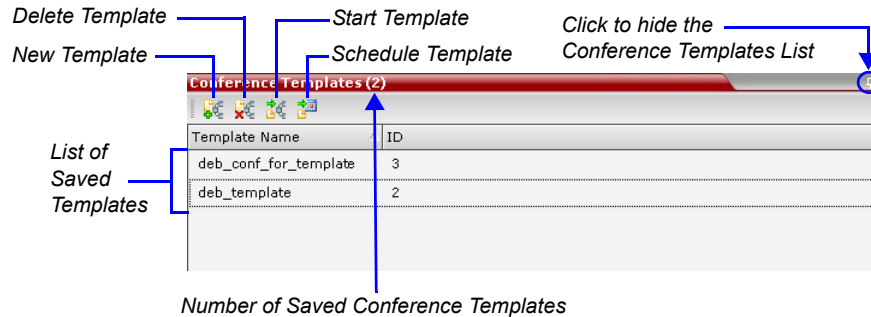 Delete Template
Start Template
Click to hide the
Conference Templates List
New Template
Schedule Template
Conference Templates (2)
Template Name
ID
List of
Saved
Templates
deb_conf_for_template
3
deb_template
2
Number of Saved Conference Templates